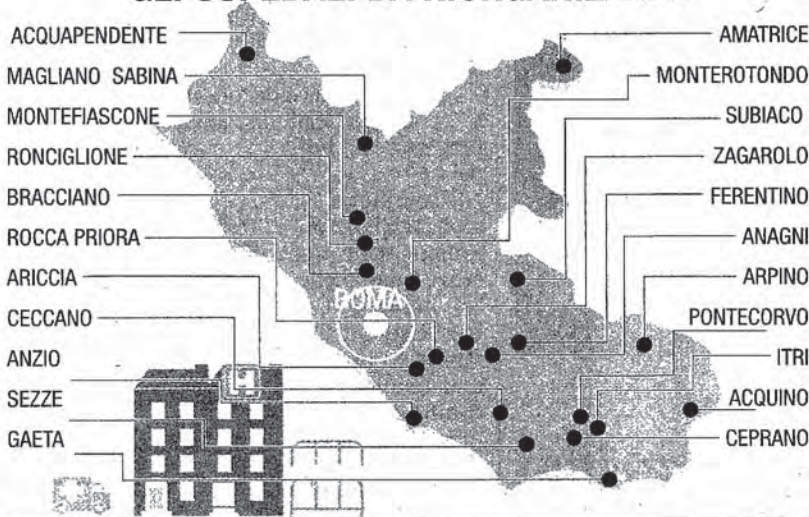 ACQUAPENDENTE
MAGLIANO SABINA
MONTEFIASCONE
RONCIGLIONE
BRACCIANO
ROCCA PRIORA
ARICCIA
CECCANO
ANZIO
SEZZE
GAETA
ROMA
AMATRICE
MONTEROTONDO
SUBIACO
ZAGAROLO
FERENTINO
ANAGNI
ARPINO
PONTECORVO
ITRI
ACQUINO
CEPRANO